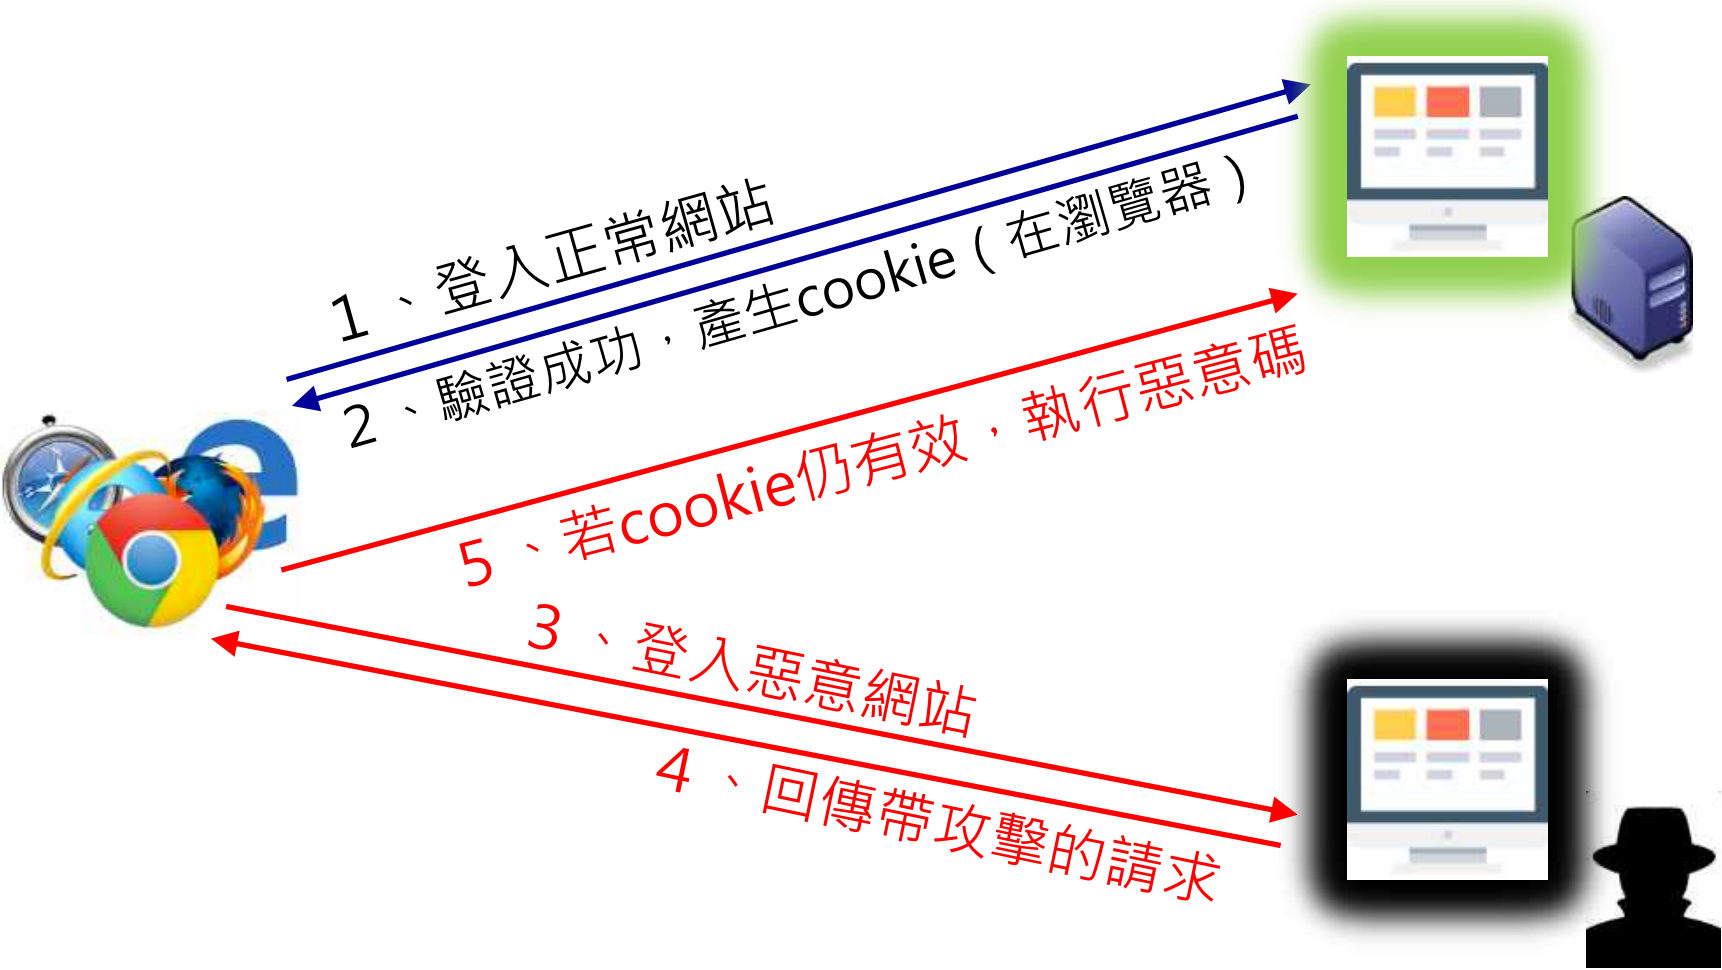 1、登入正常網站
2、驗證成功，產生cookie（在瀏覽器）
5、若cookie仍有效，執行惡意碼
3、登入惡意網站
4、回傳帶攻擊的請求